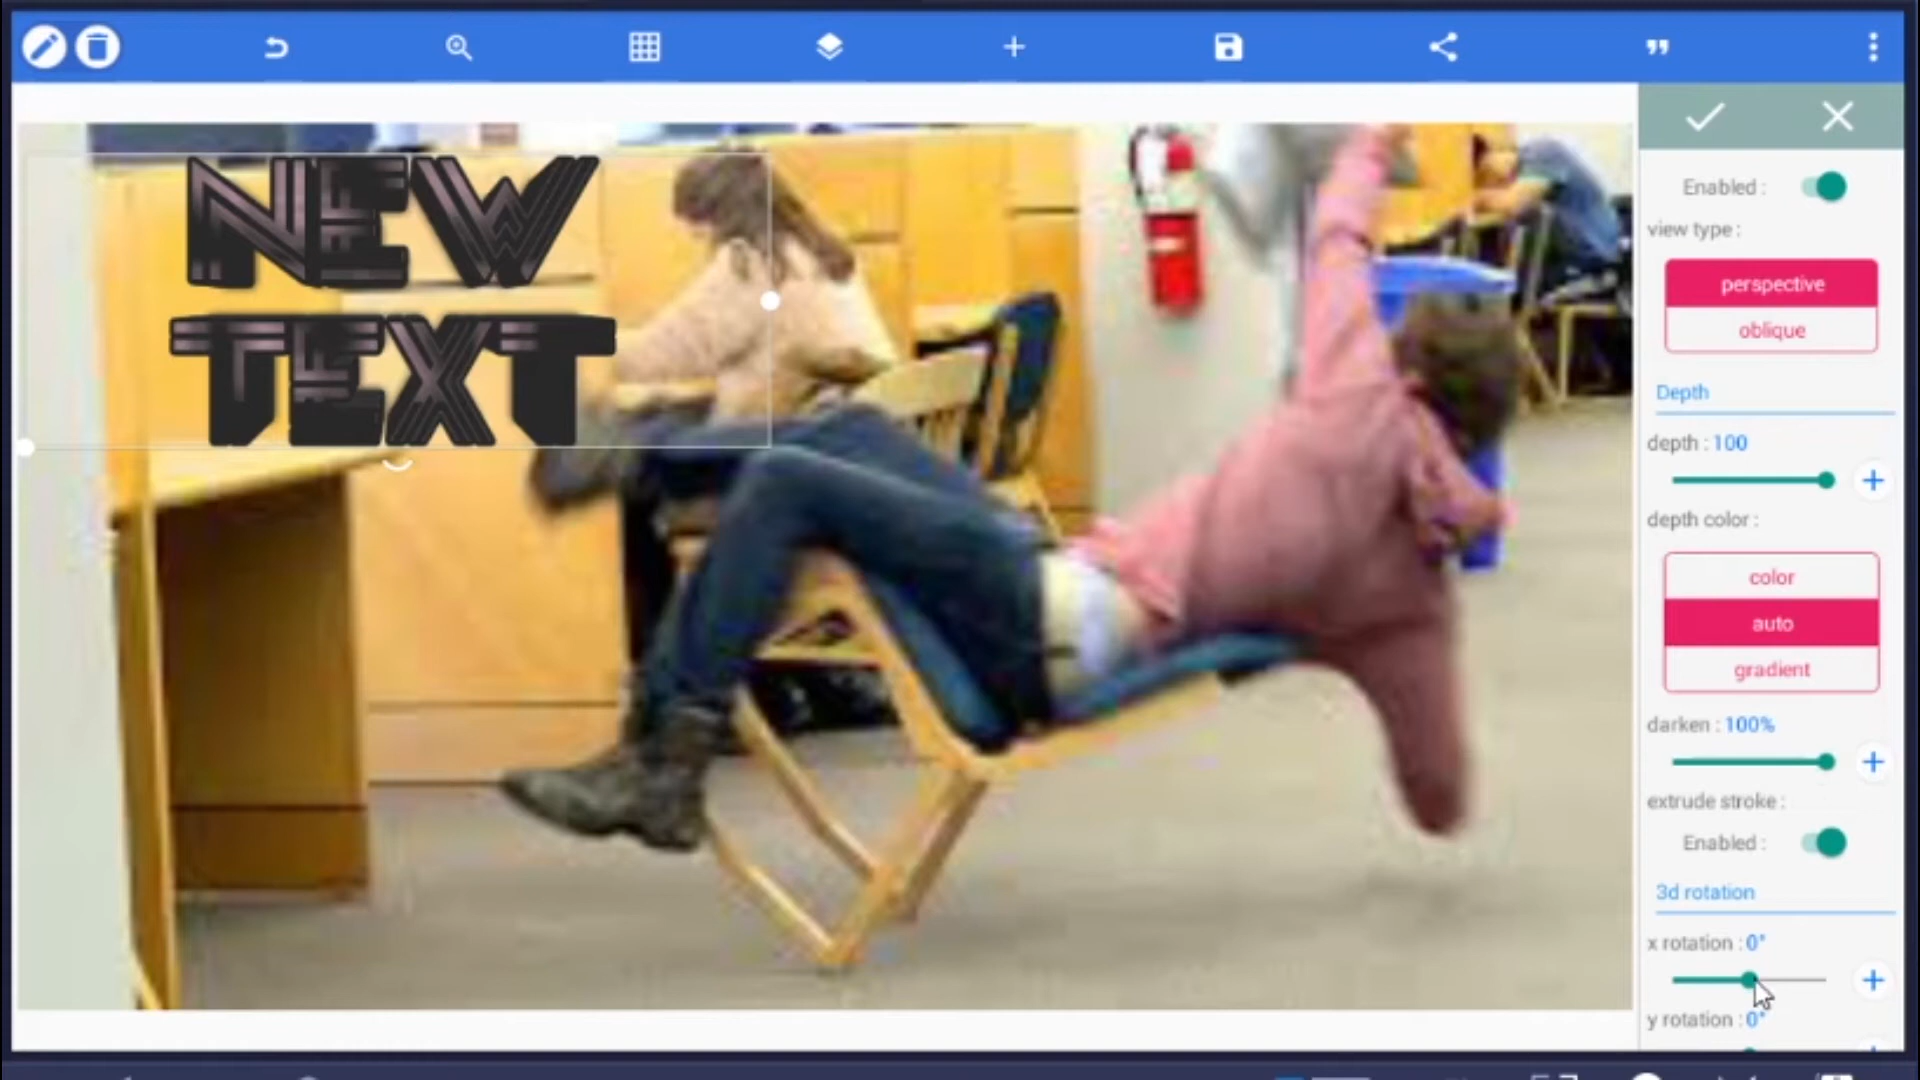 NEW
TEXT
Enabled :
view type :
perspective
oblique
Depth
depth : 100
depth color :
color
auto
gradient
darken : 100%
extrude stroke :
Enabled :
3d rotation
x rotation : 0°
y rotation : 0°